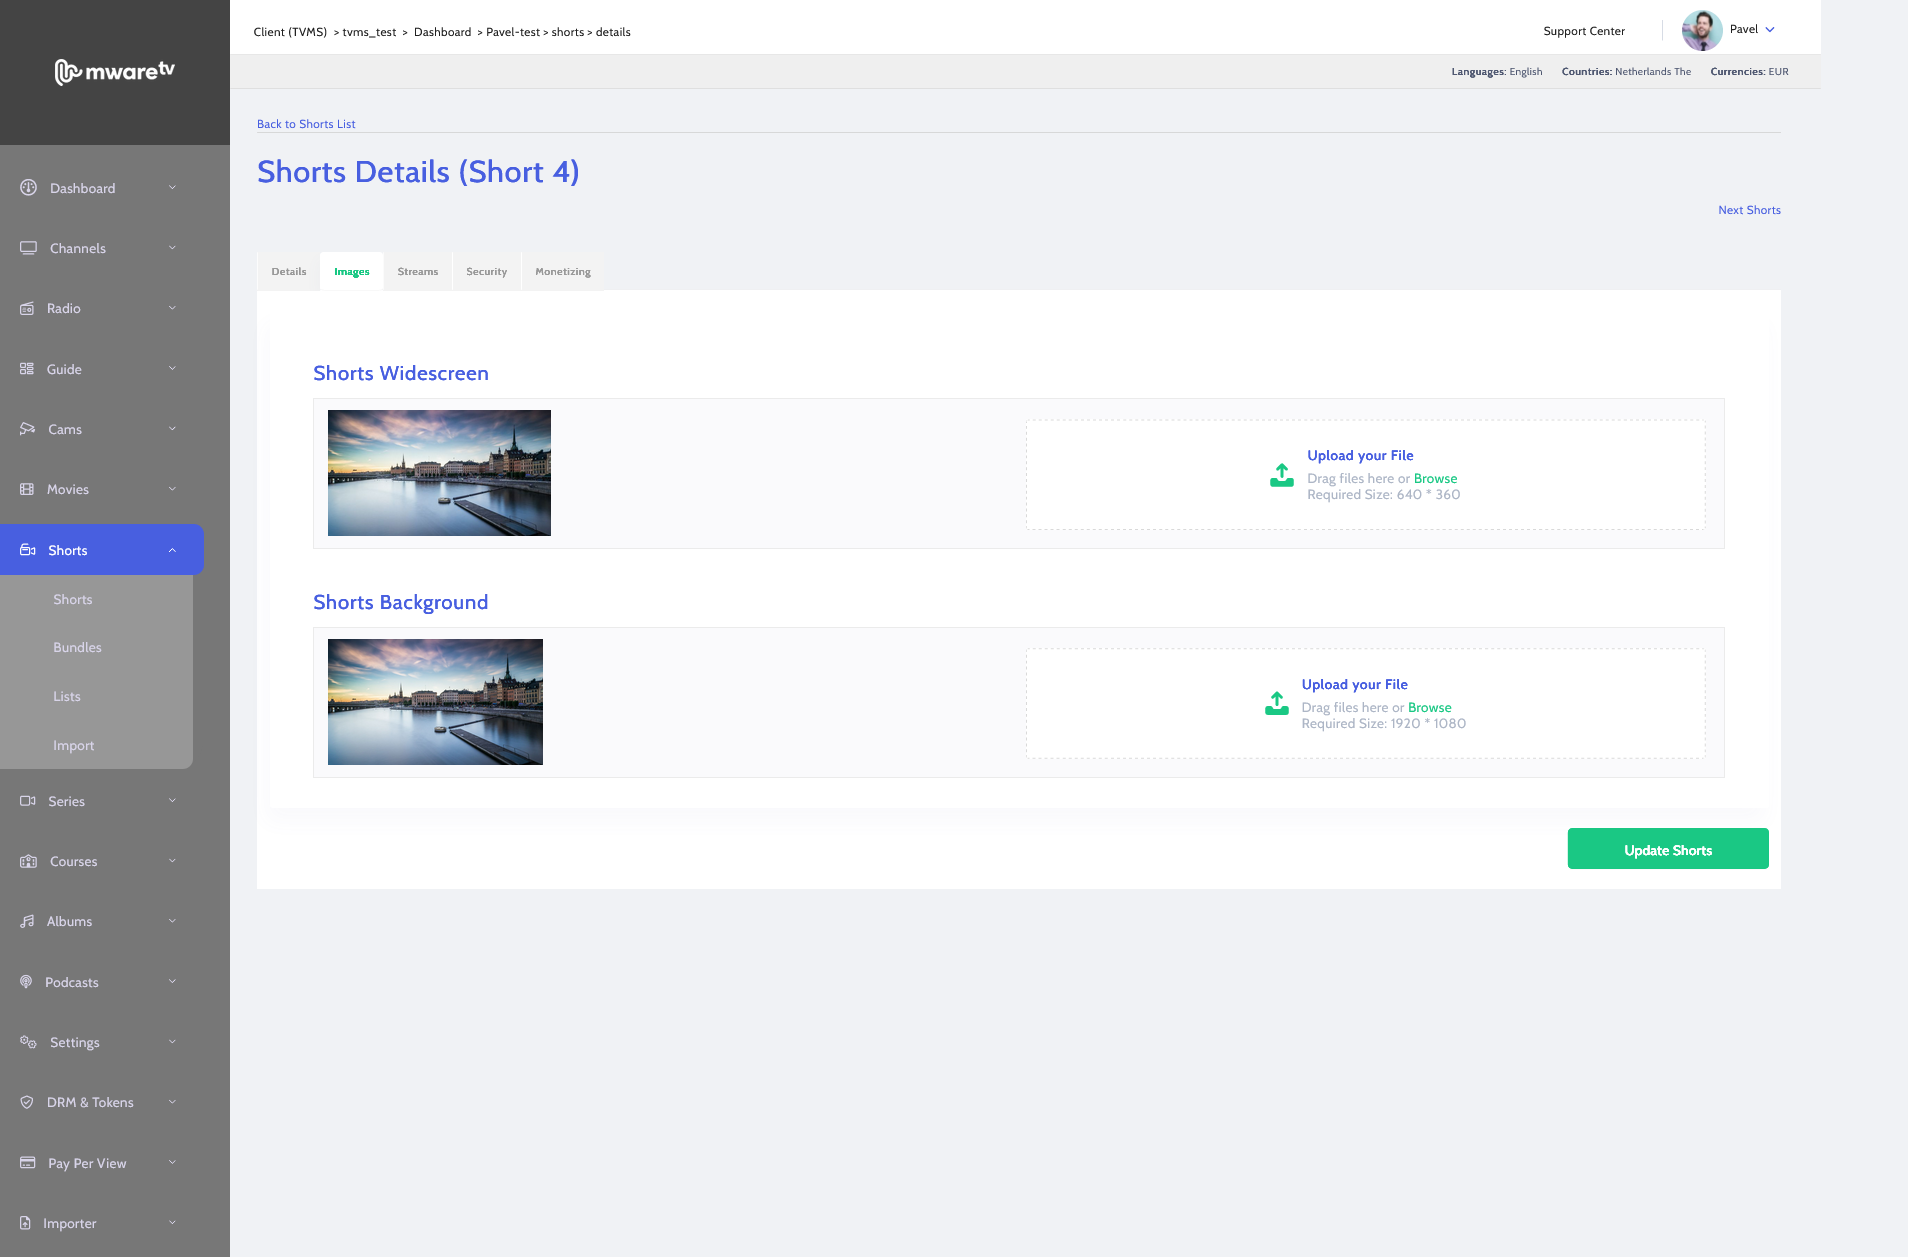 Client (TVMS) > tvms_test > Dashboard > Pavel-test > shorts > details
Support Center
Pavel
mwaretv
Languages: English Countries: Netherlands The Currencies: EUR
Back to Shorts List
Shorts Details (Short 4)
Next Shorts
Details Images Streams Security Monetizing
Dashboard
Channels
Radio
Guide
Cams
Movies
Shorts
Shorts
Bundles
Lists
Import
Series
Courses
Albums
Podcasts
Settings
DRM & Tokens
Pay Per View
Importer
Shorts Widescreen
Upload your File
Drag files here or Browse
Required Size: 640 * 360
Shorts Background
Upload your File
Drag files here or Browse
Required Size: 1920 * 1080
Update Shorts